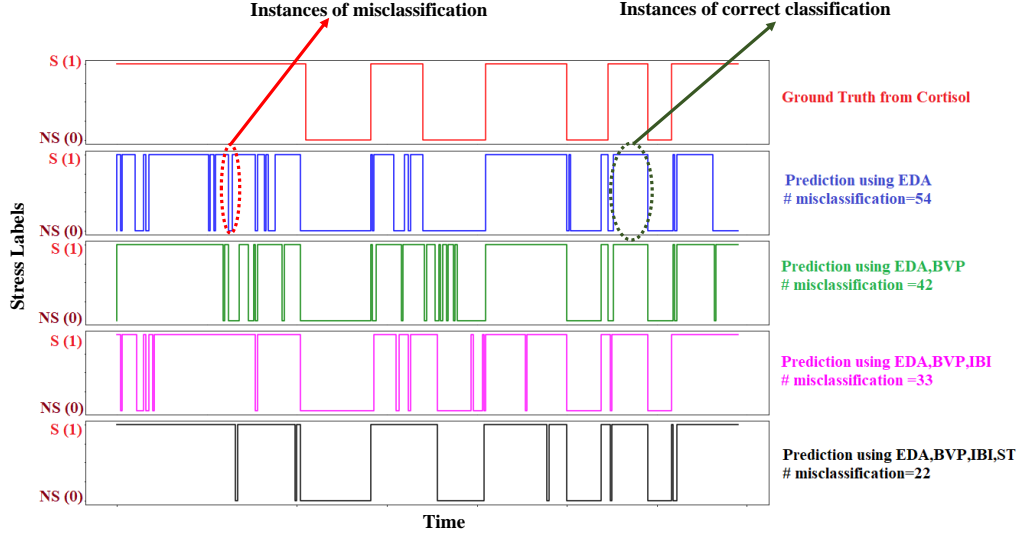 Instances of misclassification
Instances of correct classification
S (1)
Ground Truth from Cortisol
NS (0)
S (1)
Prediction using EDA
# misclassification=54
NS (0)
S (1)
Prediction using EDA,BVP
# misclassification =42
NS (0)
S (1)
Prediction using EDA,BVP,IBI
# misclassification =33
NS (0)
S (1)
Prediction using EDA,BVP,IBI,ST
# misclassification=22
NS (0)
Stress Labels
Time